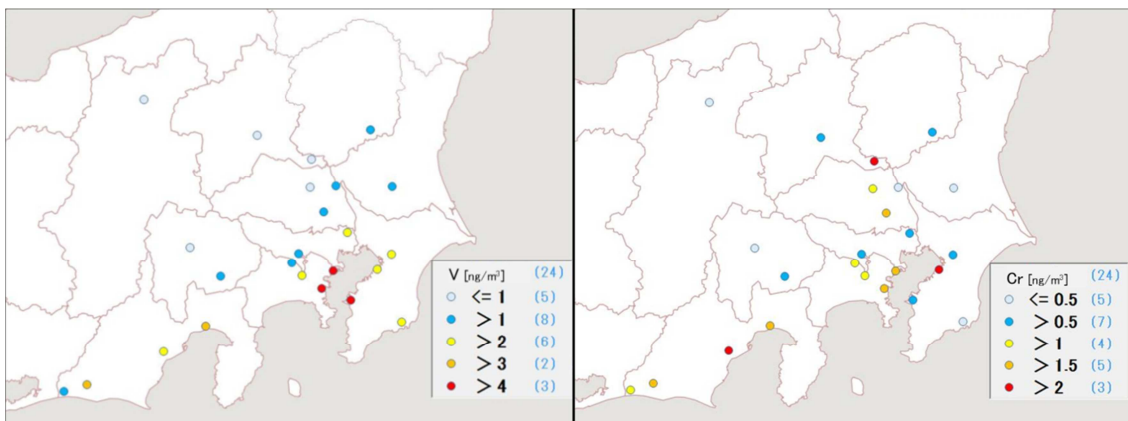 V [ng/m³] (24)
<= 1 (5)
> 1 (8)
> 2 (6)
> 3 (2)
> 4 (3)
Cr [ng/m³] (24)
<= 0.5 (5)
> 0.5 (7)
> 1 (4)
> 1.5 (5)
> 2 (3)